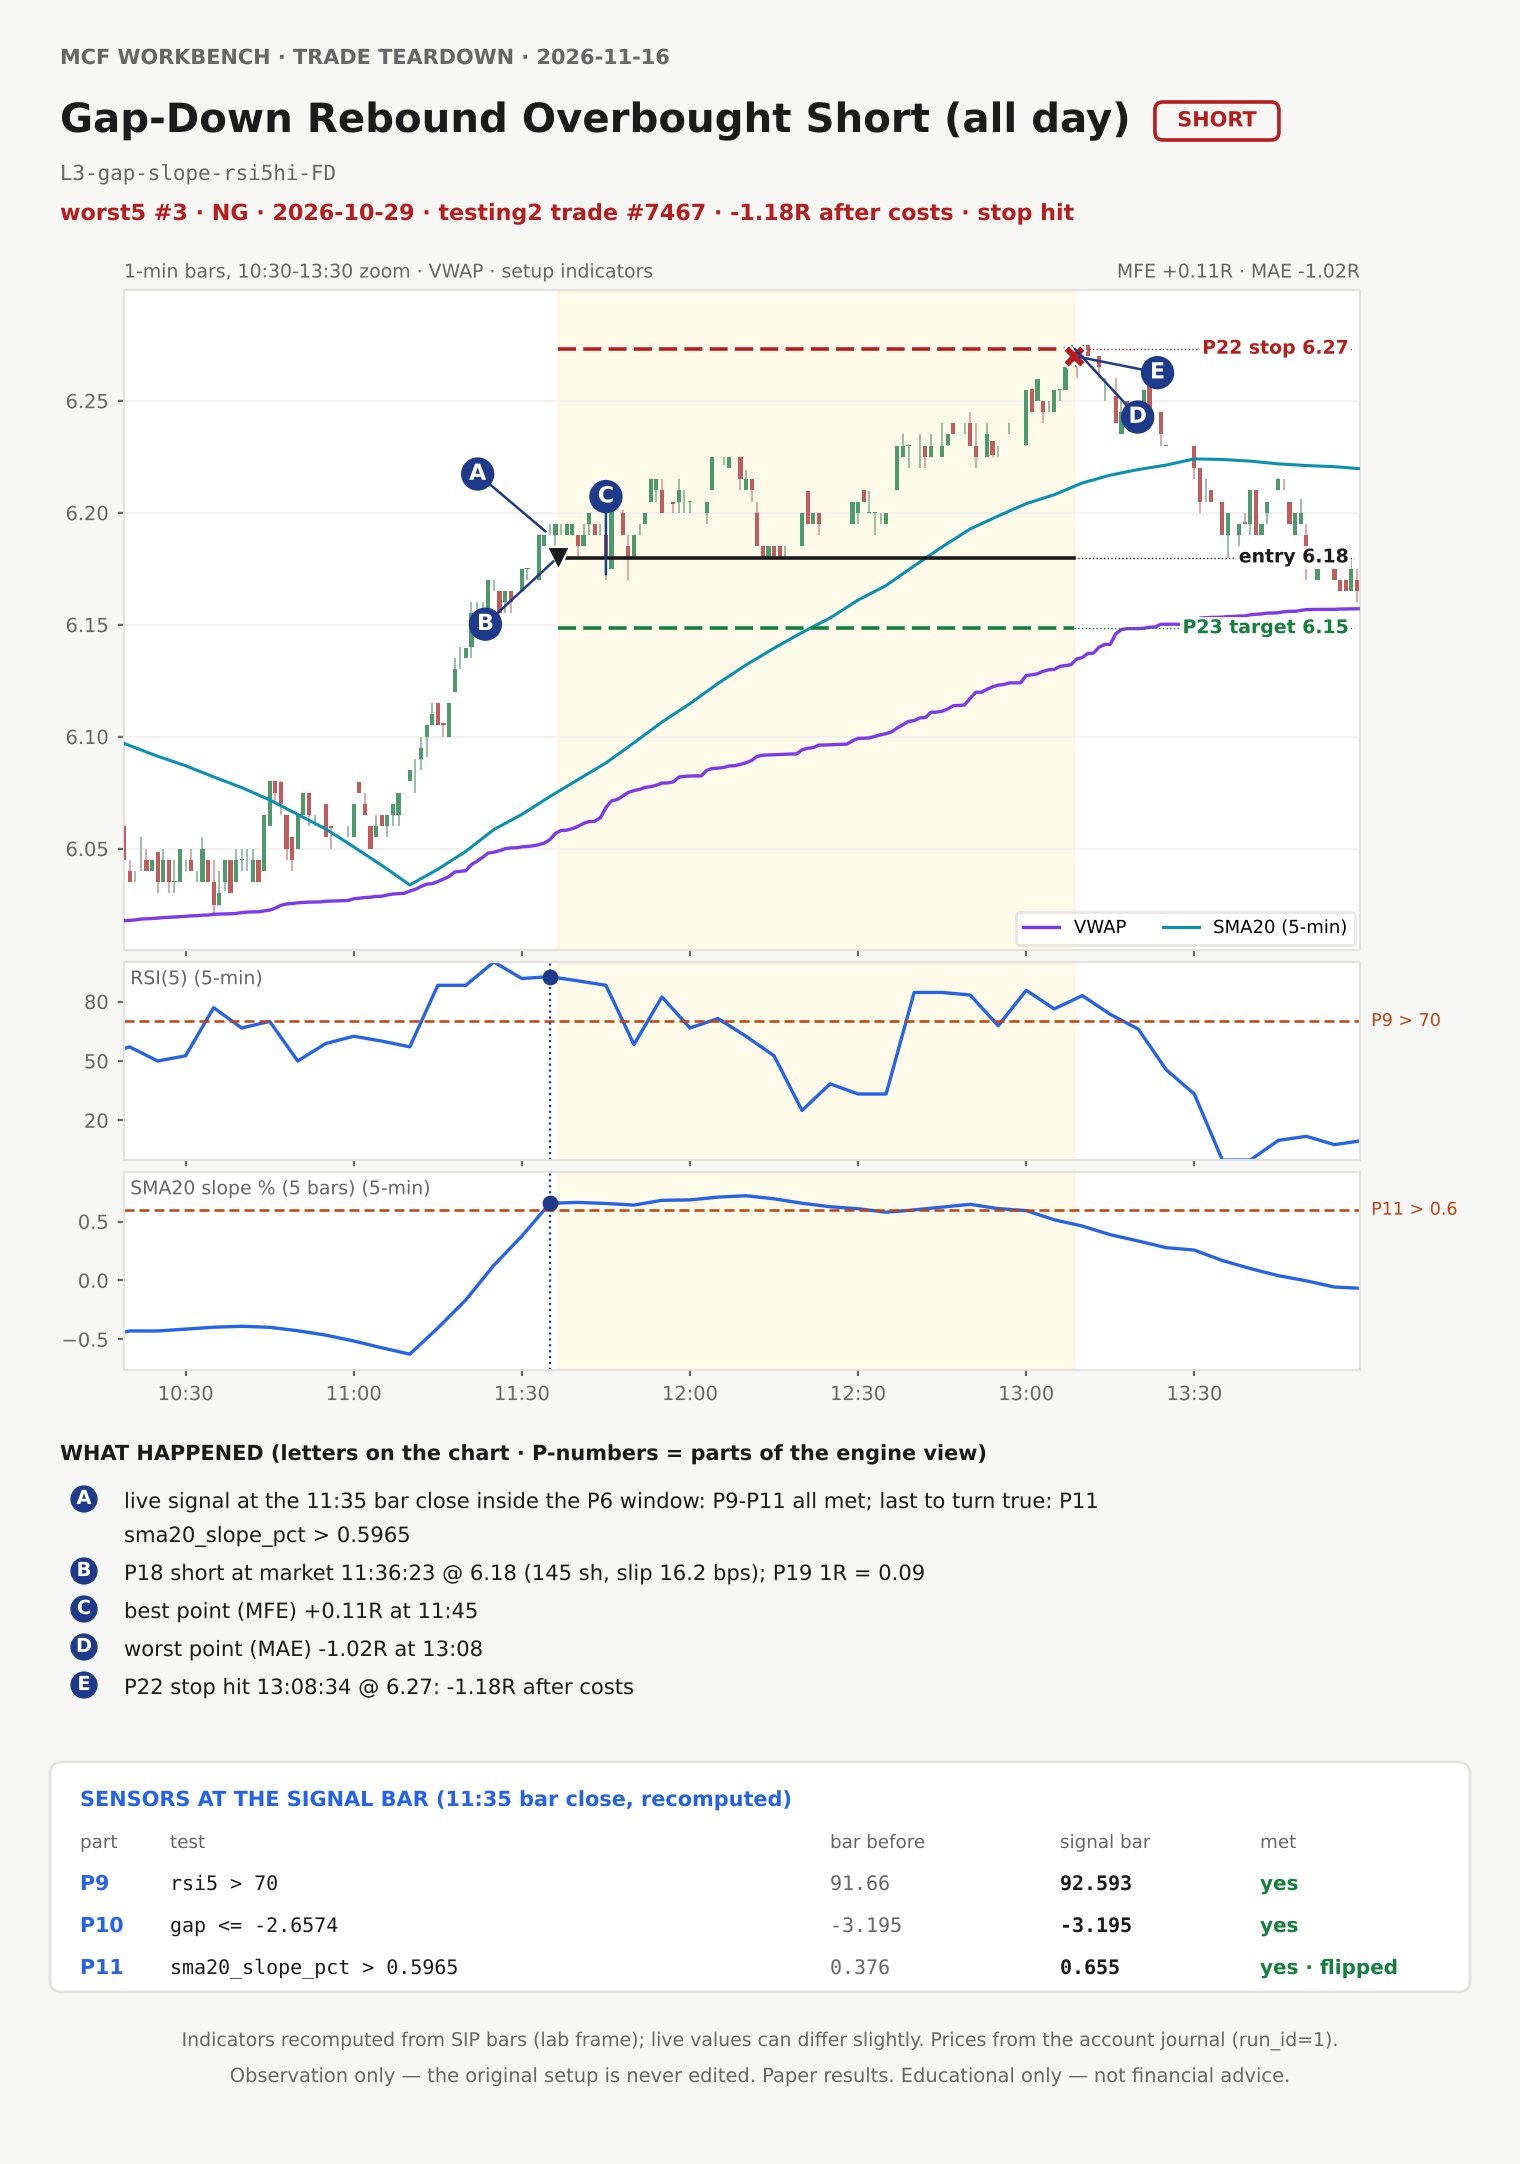 MCF WORKBENCH · TRADE TEARDOWN · 2026-11-16
Gap-Down Rebound Overbought Short (all day) SHORT
L3-gap-slope-rsi5hi-FD
worst5 #3 · NG · 2026-10-29 · testing2 trade #7467 · -1.18R after costs · stop hit
1-min bars, 10:30-13:30 zoom · VWAP · setup indicators MFE +0.11R · MAE -1.02R
P22 stop 6.27
E
6.25
D
A
C
6.20
entry 6.18
B
6.15 P23 target 6.15
6.10
6.05
VWAP SMA20 (5-min)
RSI(5) (5-min)
80
P9 > 70
50
20
SMA20 slope % (5 bars) (5-min)
P11 > 0.6
0.5
0.0
−0.5
10:30 11:00 11:30 12:00 12:30 13:00 13:30
WHAT HAPPENED (letters on the chart · P-numbers = parts of the engine view)
A live signal at the 11:35 bar close inside the P6 window: P9-P11 all met; last to turn true: P11
sma20_slope_pct > 0.5965
B P18 short at market 11:36:23 @ 6.18 (145 sh, slip 16.2 bps); P19 1R = 0.09
C best point (MFE) +0.11R at 11:45
D worst point (MAE) -1.02R at 13:08
E P22 stop hit 13:08:34 @ 6.27: -1.18R after costs
SENSORS AT THE SIGNAL BAR (11:35 bar close, recomputed)
part test bar before signal bar met
P9 rsi5 > 70 91.66 92.593 yes
P10 gap <= -2.6574 -3.195 -3.195 yes
P11 sma20_slope_pct > 0.5965 0.376 0.655 yes · flipped
Indicators recomputed from SIP bars (lab frame); live values can differ slightly. Prices from the account journal (run_id=1).
Observation only — the original setup is never edited. Paper results. Educational only — not financial advice.